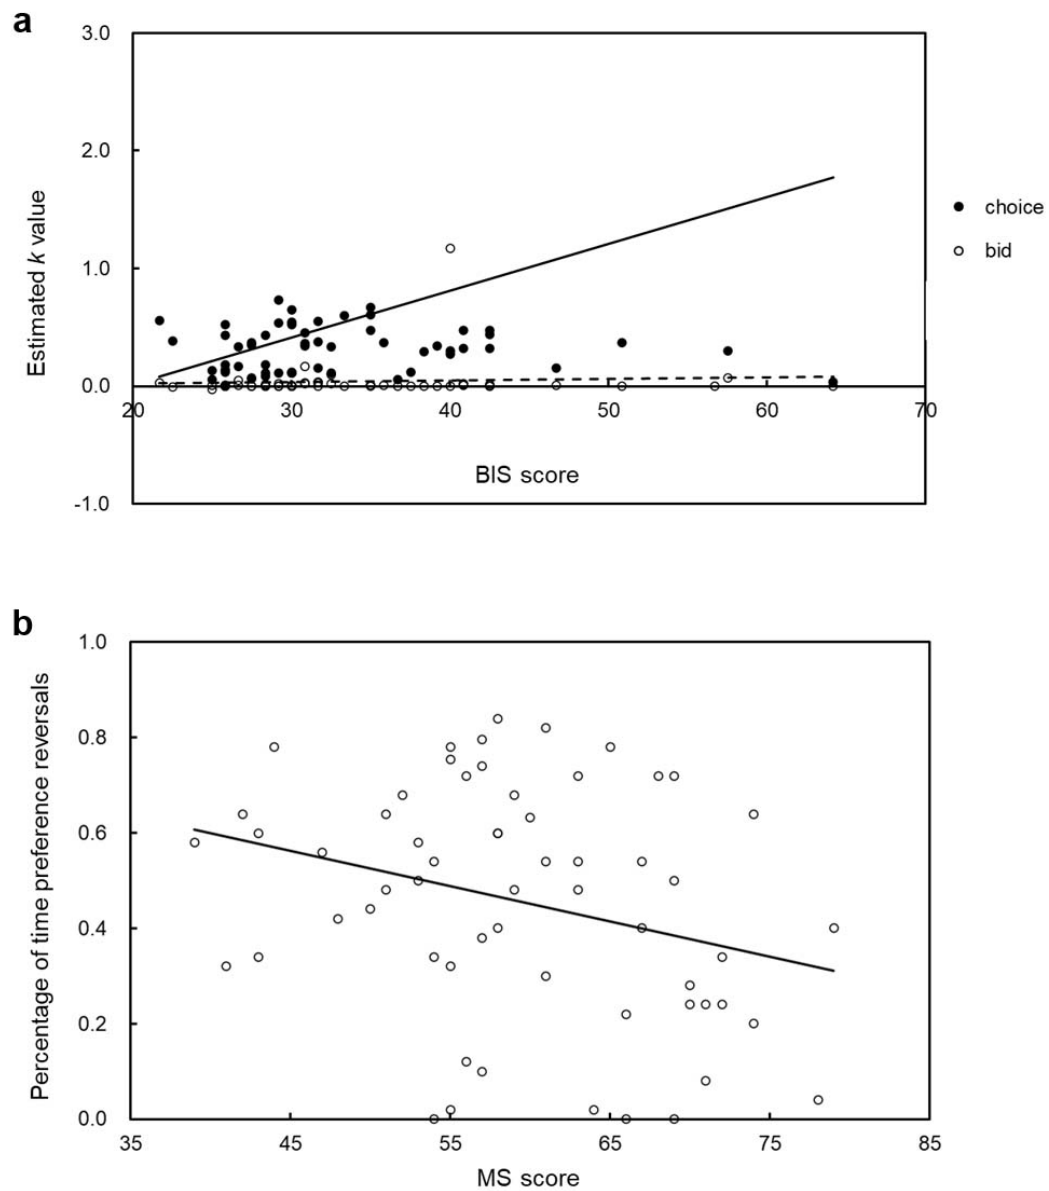 a
3.0
2.0
1.0
0.0
-1.0
Estimated k value
20 30 40 50 60 70
BIS score
choice
bid
b
1.0
0.8
0.6
0.4
0.2
0.0
Percentage of time preference reversals
35 45 55 65 75 85
MS score